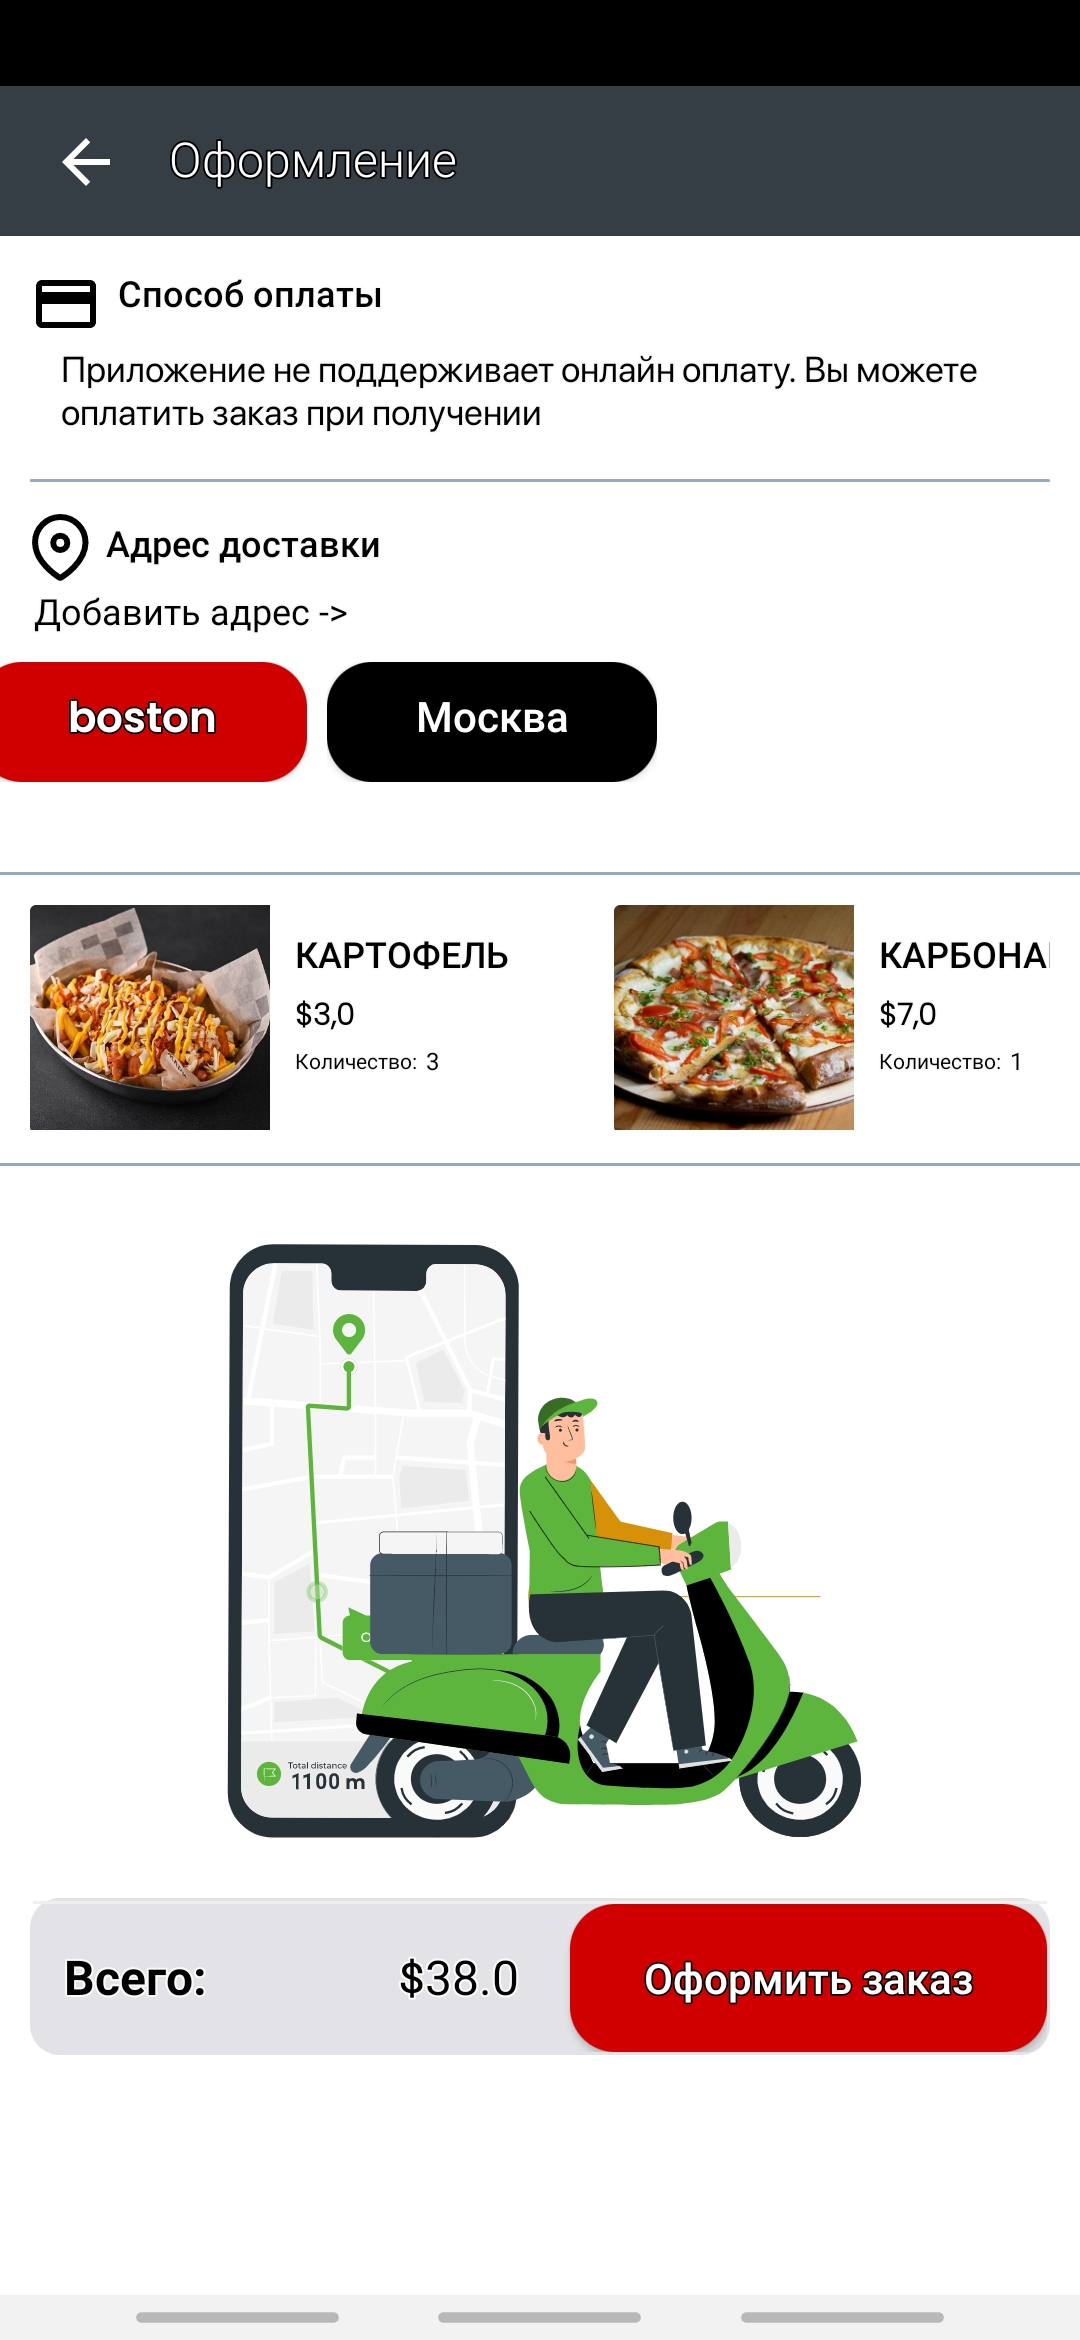 Оформление
Способ оплаты
Приложение не поддерживает онлайн оплату. Вы можете
оплатить заказ при получении
Адрес доставки
Добавить адрес ->
boston
Москва
КАРТОФЕЛЬ
$3,0
Количество: 3
КАРБОНА
$7,0
Количество: 1
Total distance
1100 m
Всего:
$38.0
Оформить заказ